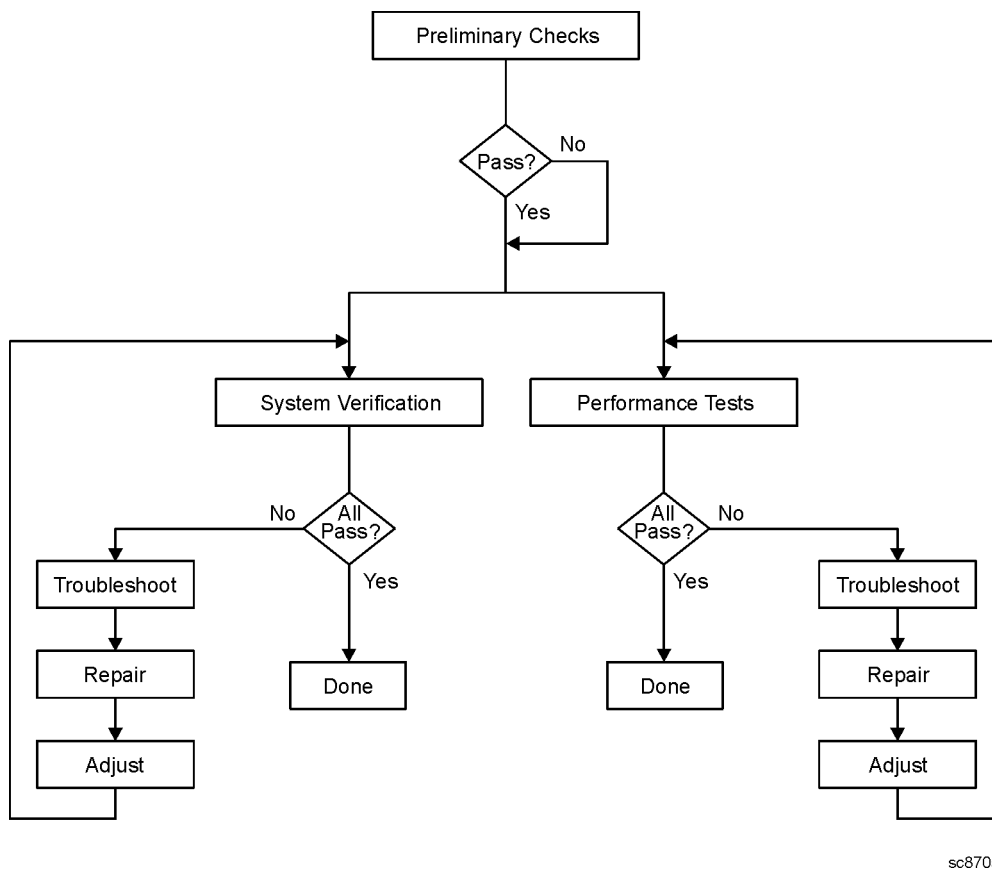 Preliminary Checks
Pass?
No
Yes
System Verification
Performance Tests
No
All
Pass?
Yes
All
Pass?
No
Yes
Troubleshoot
Repair
Adjust
Done
Done
Troubleshoot
Repair
Adjust
sc870